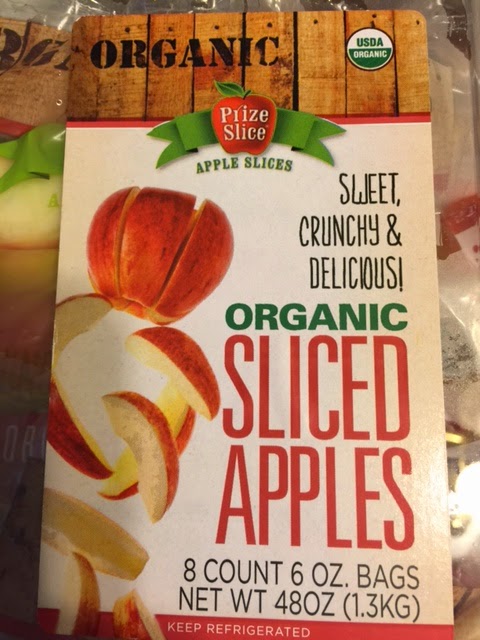 ORGANIC
USDA
ORGANIC
Prize
Slice®
APPLE SLICES
SWEET,
CRUNCHY &
DELICIOUS!
ORGANIC
SLICED
APPLES
8 COUNT 6 OZ. BAGS
NET WT 48OZ (1.3KG)
KEEP REFRIGERATED